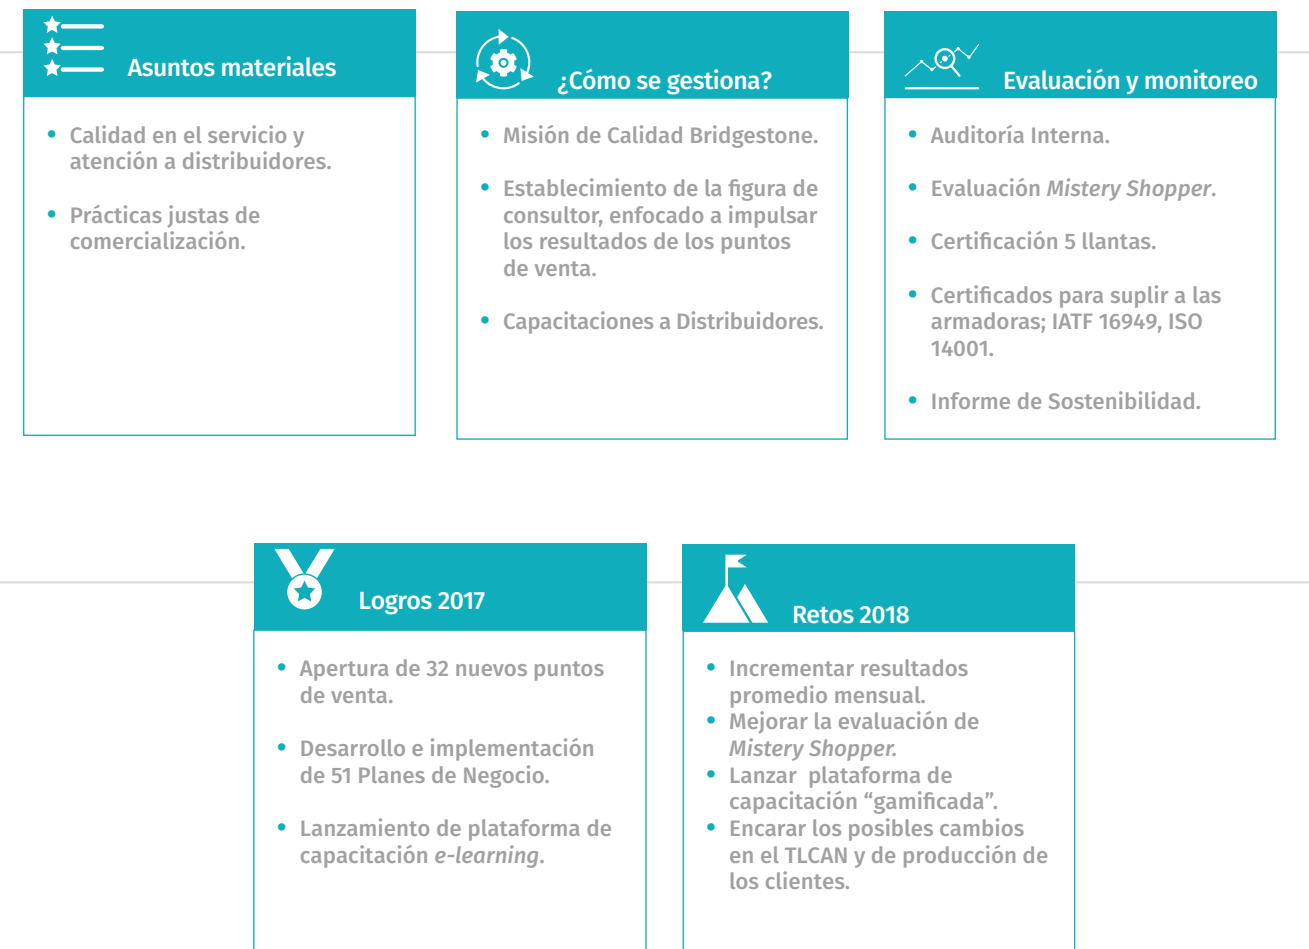 Asuntos materiales
• Calidad en el servicio y
atención a distribuidores.
• Prácticas justas de
comercialización.
¿Cómo se gestiona?
• Misión de Calidad Bridgestone.
• Establecimiento de la figura de
consultor, enfocado a impulsar
los resultados de los puntos
de venta.
• Capacitaciones a Distribuidores.
Evaluación y monitoreo
• Auditoría Interna.
• Evaluación Mistery Shopper.
• Certificación 5 llantas.
• Certificados para suplir a las
armadoras; IATF 16949, ISO
14001.
• Informe de Sostenibilidad.
Logros 2017
• Apertura de 32 nuevos puntos
de venta.
• Desarrollo e implementación
de 51 Planes de Negocio.
• Lanzamiento de plataforma de
capacitación e-learning.
Retos 2018
• Incrementar resultados
promedio mensual.
• Mejorar la evaluación de
Mistery Shopper.
• Lanzar plataforma de
capacitación “gamificada”.
• Encarar los posibles cambios
en el TLCAN y de producción de
los clientes.